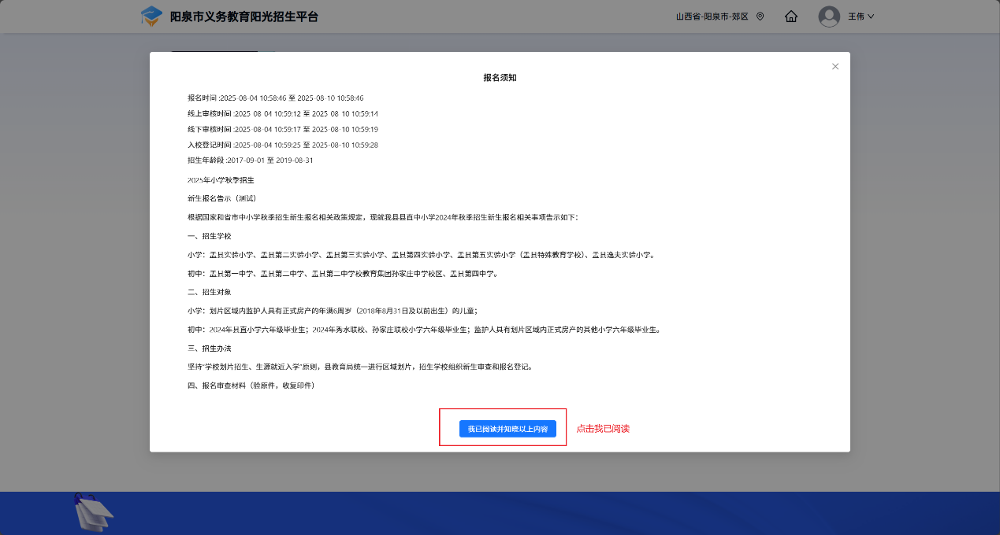 阳泉市义务教育阳光招生平台
山西省-阳泉市-郊区
王伟
报名须知
报名时间 :2025-08-04 10:58:46 至 2025-08-10 10:58:46
线上审核时间 :2025-08-04 10:59:12 至 2025-08-10 10:59:14
线下审核时间 :2025-08-04 10:59:17 至 2025-08-10 10:59:19
入校登记时间 :2025-08-04 10:59:25 至 2025-08-10 10:59:28
招生年龄段 :2017-09-01 至 2019-08-31
2025年小学秋季招生
新生报名告示（测试）
根据国家和省市中小学秋季招生新生报名相关政策规定，现就我县县直中小学2024年秋季招生新生报名相关事项告示如下：
一、招生学校
小学：盂县实验小学、盂县第二实验小学、盂县第三实验小学、盂县第四实验小学、盂县第五实验小学（盂县特殊教育学校）、盂县逸夫实验小学。
初中：盂县第一中学、盂县第二中学、盂县第二中学校教育集团孙家庄中学校区、盂县第四中学。
二、招生对象
小学：划片区域内监护人具有正式房产的年满6周岁（2018年8月31日及以前出生）的儿童；
初中：2024年县直小学六年级毕业生；2024年秀水联校、孙家庄联校小学六年级毕业生；监护人具有划片区域内正式房产的其他小学六年级毕业生。
三、招生办法
坚持“学校划片招生、生源就近入学”原则，县教育局统一进行区域划片，招生学校组织新生审查和报名登记。
四、报名审查材料（验原件，收复印件）
我已阅读并知晓以上内容
点击我已阅读